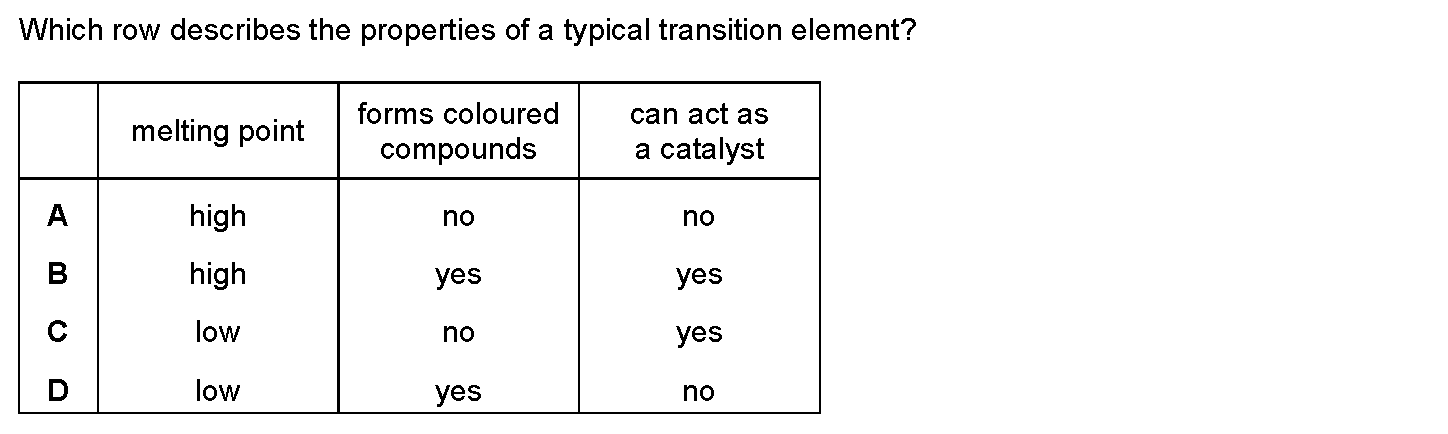 Which row describes the properties of a typical transition element?
melting point
forms coloured
compounds
can act as
a catalyst
A high no no
B high yes yes
C low no yes
D low yes no